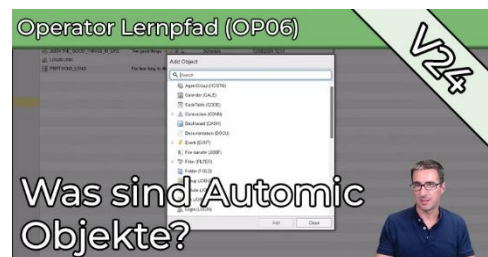 Operator Lernpfad (OP06)
V24
Add Object
Search
AgentGroup (HOSTG)
Calendar (CALE)
CodeTable (CODE)
Connection (CONN)
Dashboard (DASH)
Documentation (DOCU)
Event (EVNT)
File transfer (JOBF)
Filter (FILTER)
Folder (FOLD)
Add
Close
Was sind Automic
Objekte?